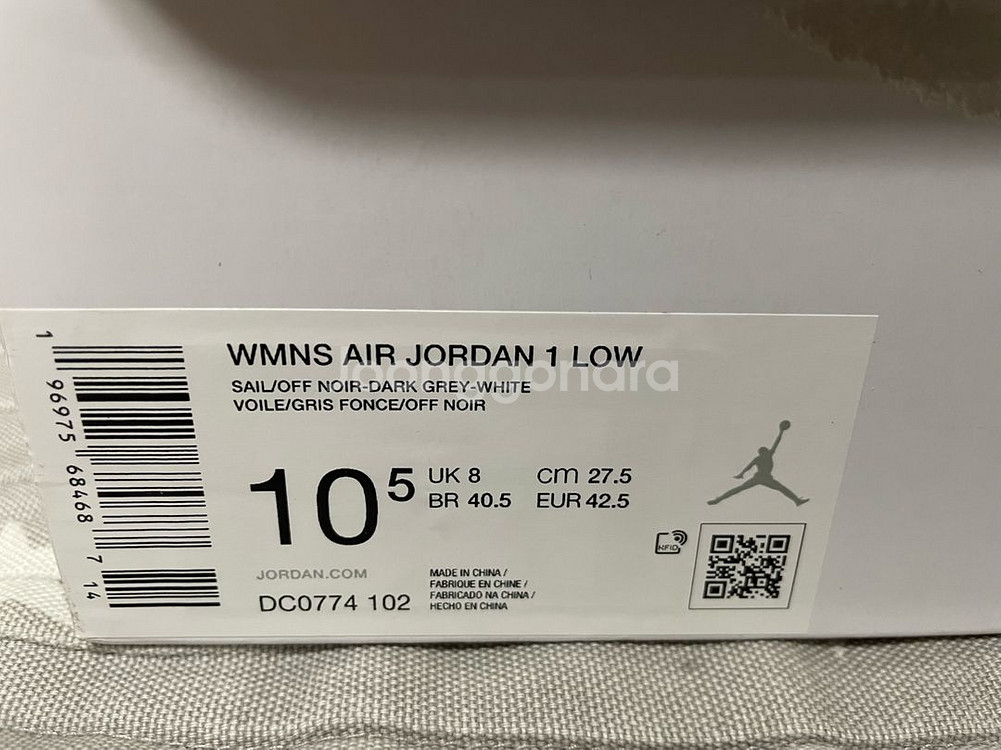 WMNS AIR JORDAN 1 LOW
joonggonara
SAIL/OFF NOIR-DARK GREY-WHITE
VOILE/GRIS FONCE/OFF NOIR
10⁵
UK 8 cm 27.5
BR 40.5 EUR 42.5
JORDAN.COM
DC0774 102
MADE IN CHINA /
FABRIQUE EN CHINE /
FABRICADO NA CHINA /
HECHO EN CHINA
RFID
1 96975 68468 7 14